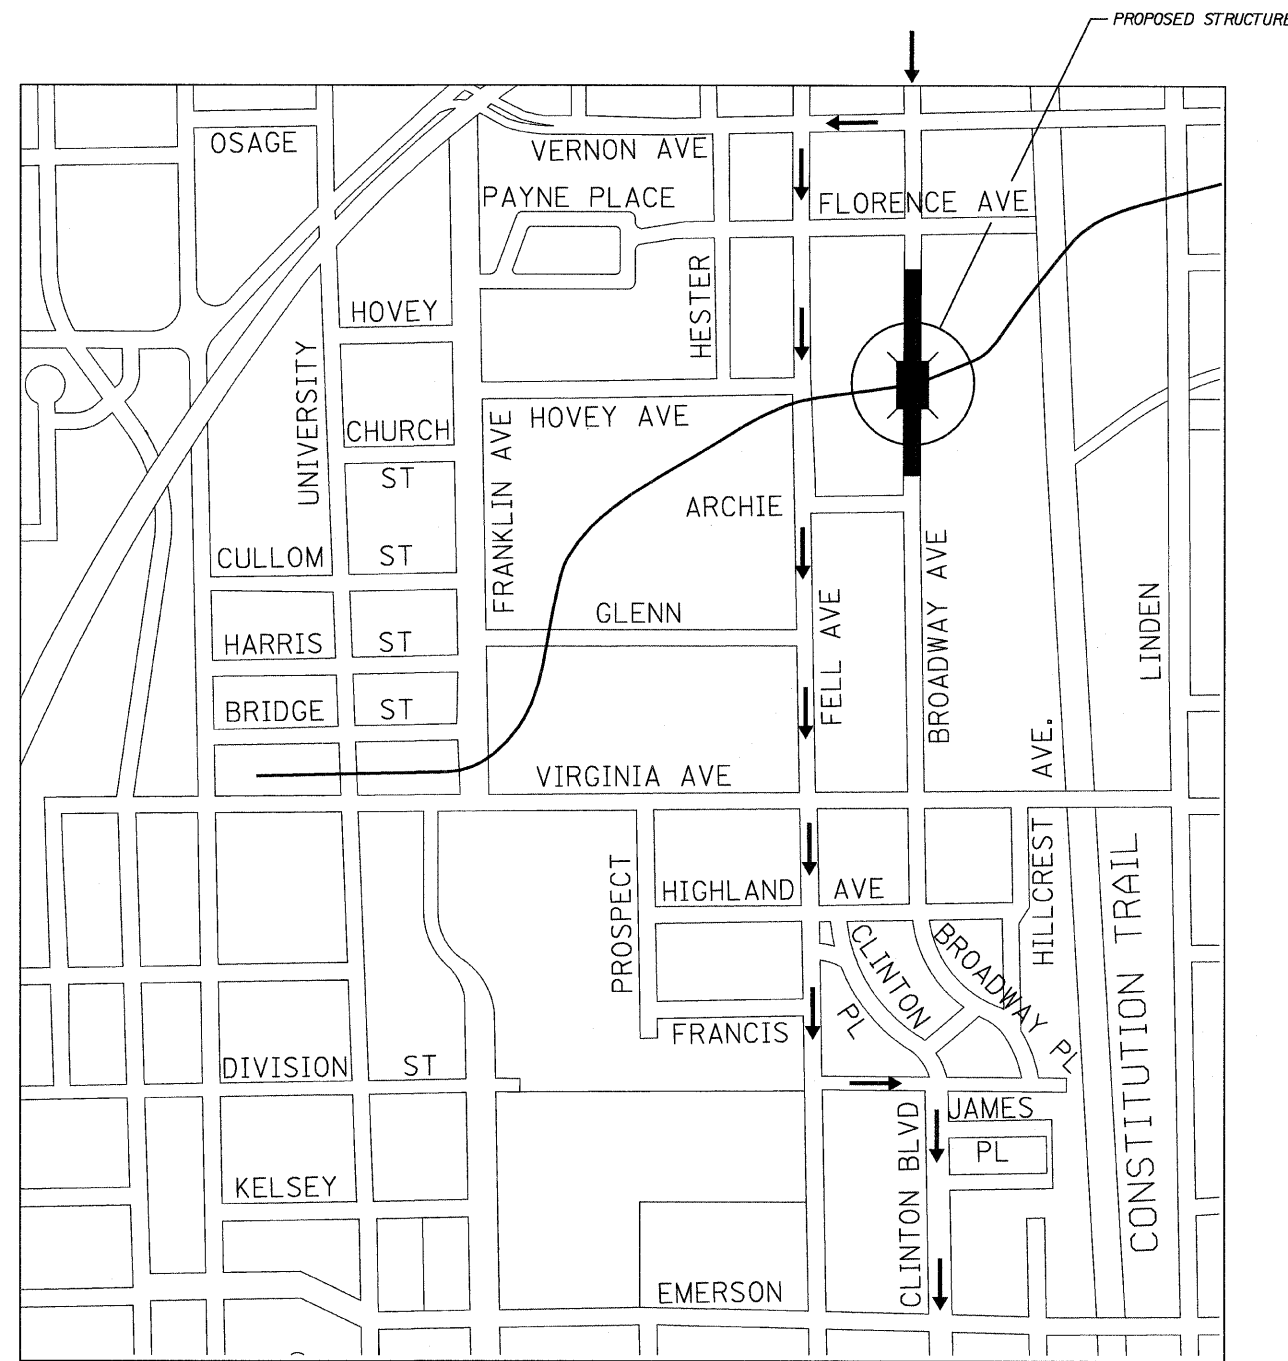 PROPOSED STRUCTURE
OSAGE
VERNON AVE
PAYNE PLACE
FLORENCE AVE
HESTER
HOVEY
UNIVERSITY
CHURCH
ST
FRANKLIN AVE
HOVEY AVE
ARCHIE
CULLOM ST
BROADWAY AVE
GLENN
FELL AVE
LINDEN
HARRIS ST
BRIDGE ST
VIRGINIA AVE
HILLCREST AVE.
PROSPECT
HIGHLAND AVE
CLINTON
PL
BROADWAY PL
CONSTITUTION TRAIL
FRANCIS
DIVISION ST
CLINTON BLVD
JAMES
PL
KELSEY
EMERSON